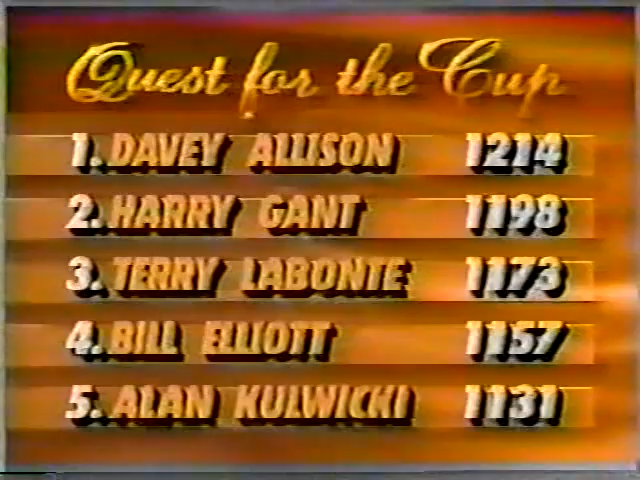 Quest for the Cup
1. DAVEY ALLISON 1214
2. HARRY GANT 1198
3. TERRY LABONTE 1173
4. BILL ELLIOTT 1157
5. ALAN KULWICKI 1131